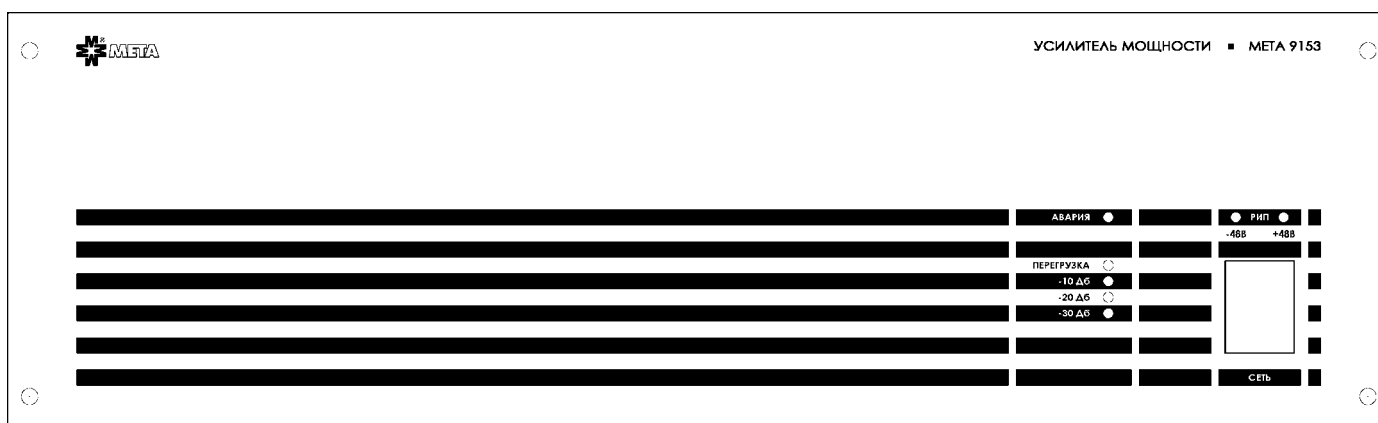 М® МЕТА
УСИЛИТЕЛЬ МОЩНОСТИ ■ МЕТА 9153
АВАРИЯ
РИП
-48В +48В
ПЕРЕГРУЗКА
-10 Дб
-20 Дб
-30 Дб
СЕТЬ